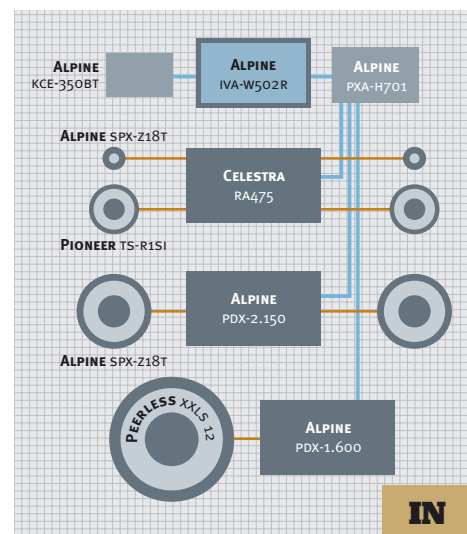 ALPINE
KCE-350BT
ALPINE
IVA-W502R
ALPINE
PXA-H701
ALPINE SPX-Z18T
CELESTRA
RA475
PIONEER TS-R1SI
ALPINE
PDX-2.150
ALPINE SPX-Z18T
PEERLESS XXLS 12
ALPINE
PDX-1.600
IN